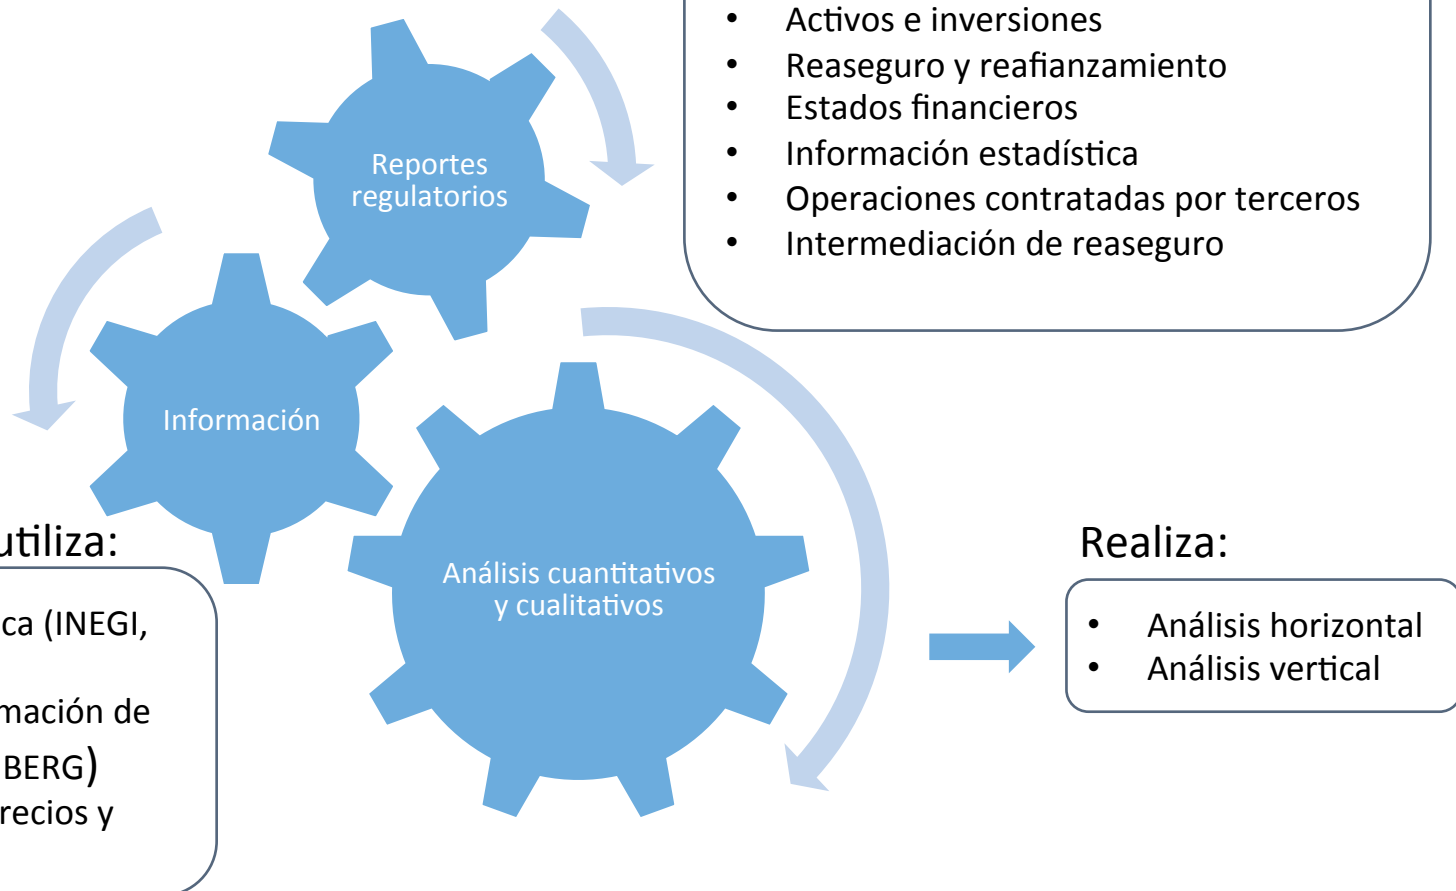 • Activos e inversiones
• Reaseguro y reafianzamiento
• Estados financieros
• Información estadística
• Operaciones contratadas por terceros
• Intermediación de reaseguro
Reportes
regulatorios
Información
Análisis cuantitativos
y cualitativos
utiliza:
ca (INEGI,
mación de
BERG)
recios y
Realiza:
• Análisis horizontal
• Análisis vertical